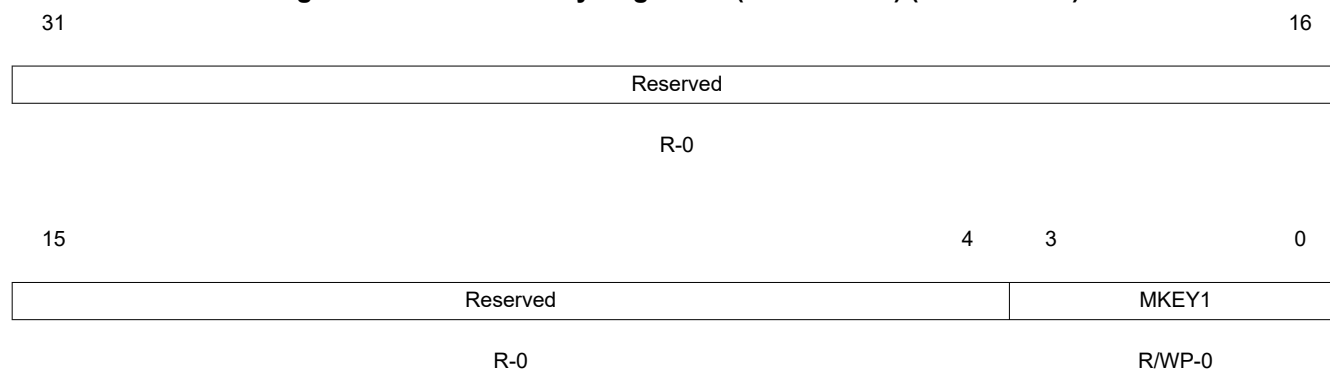 31 16
Reserved
R-0
15 4 3 0
Reserved MKEY1
R-0 R/WP-0